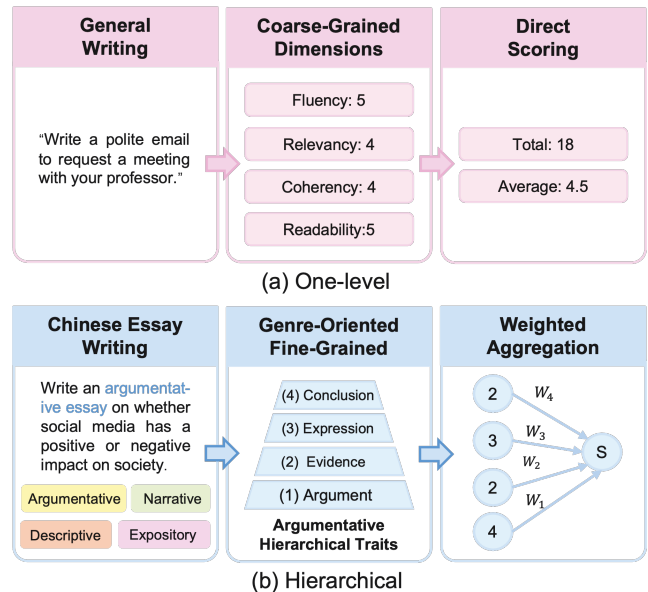 General
Writing
Coarse-Grained
Dimensions
Direct
Scoring
“Write a polite email
to request a meeting
with your professor.”
Fluency: 5
Relevancy: 4
Coherency: 4
Readability:5
Total: 18
Average: 4.5
(a) One-level
Chinese Essay
Writing
Genre-Oriented
Fine-Grained
Weighted
Aggregation
Write an argumentat-
ive essay on whether
social media has a
positive or negative
impact on society.
Argumentative
Narrative
Descriptive
Expository
(4) Conclusion
(3) Expression
(2) Evidence
(1) Argument
Argumentative
Hierarchical Traits
2
3
2
4
W4
W3
W2
W1
S
(b) Hierarchical